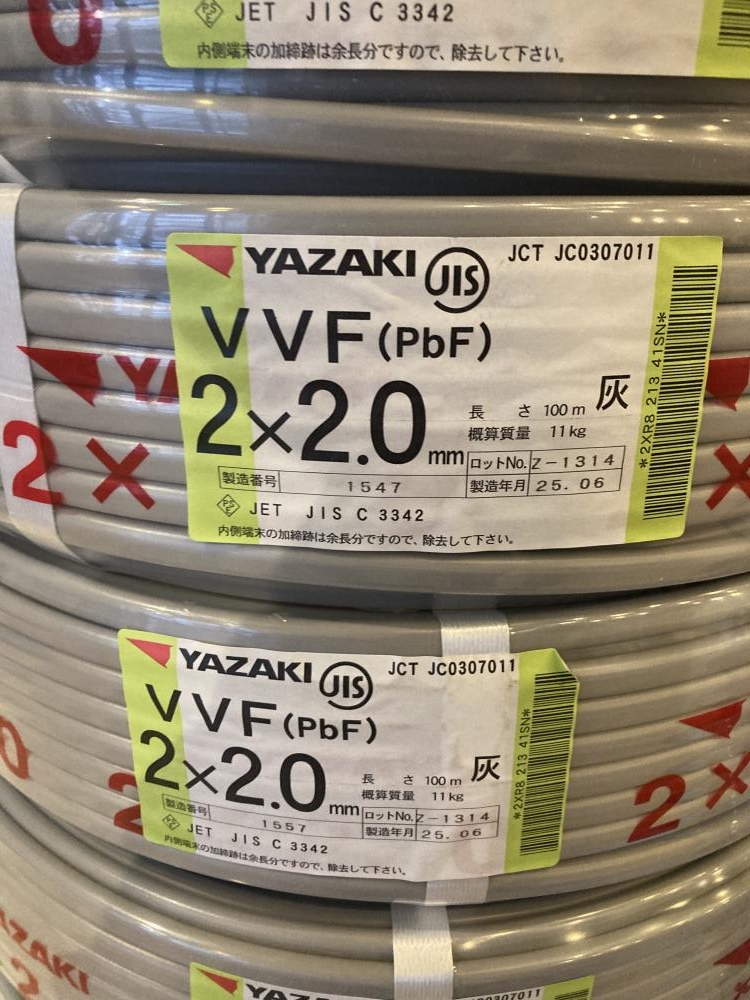 0
PSE JET JIS C 3342
内側端末の加締跡は余長分ですので、除去して下さい。
YAZAKI JIS JCT JC0307011
VVF(PbF)
2×2.0mm 灰
長 さ 100m
概算質量 11kg
ロットNo. Z-1314
製造番号 1547 製造年月 25.06
PSE JET JIS C 3342
内側端末の加締跡は余長分ですので、除去して下さい。
*2XR8 213 41SN*
YA
2×
×
YAZAKI JIS JCT JC0307011
VVF(PbF)
2×2.0mm 灰
長 さ 100m
概算質量 11kg
ロットNo. Z-1314
製造番号 1557 製造年月 25.06
PSE JET JIS C 3342
内側端末の加締跡は余長分ですので、除去して下さい。
*2XR8 213 41SN*
0
2
2×
AZAKI
2
YAZAKI
0307011